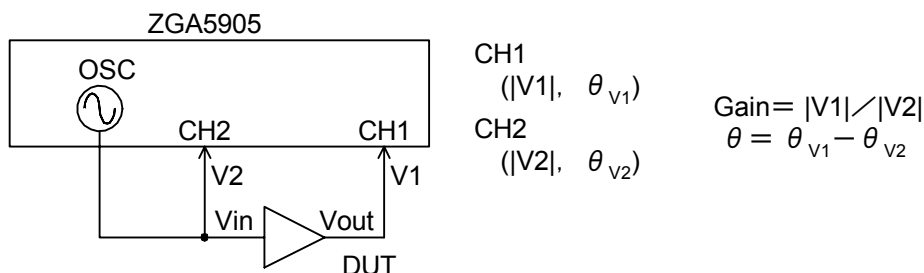 ZGA5905
OSC
CH2
CH1
V2
V1
Vin
Vout
DUT
CH1
(|V1|, θV1)
CH2
(|V2|, θV2)
Gain＝ |V1|／|V2|
θ＝ θV1－θV2